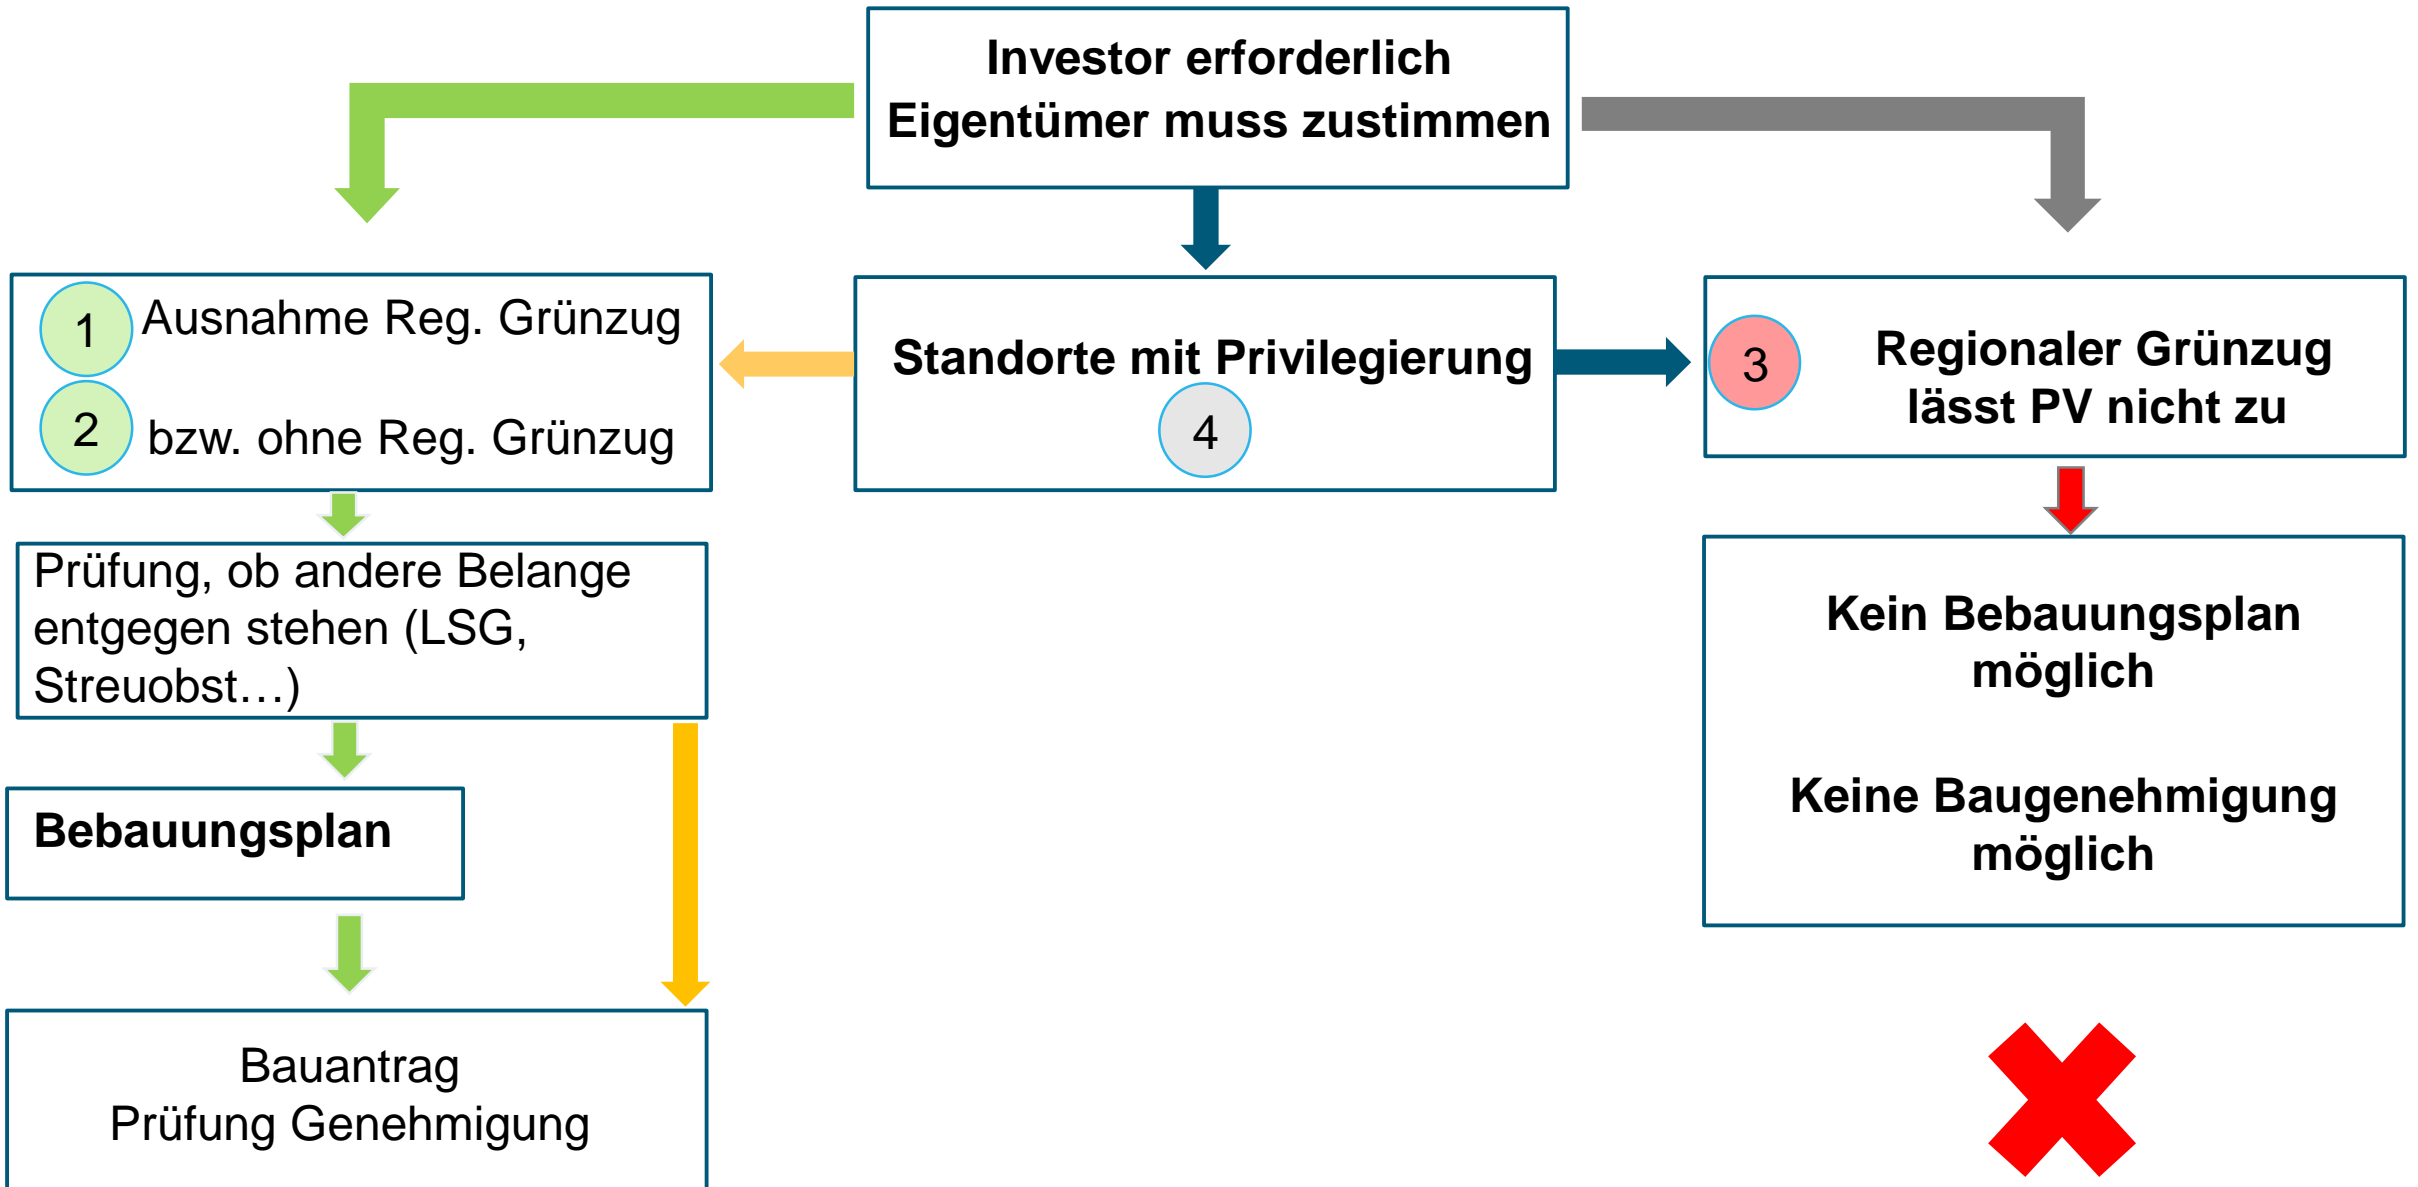 Investor erforderlich
Eigentümer muss zustimmen
1
Ausnahme Reg. Grünzug
2
bzw. ohne Reg. Grünzug
Standorte mit Privilegierung
4
3
Regionaler Grünzug
lässt PV nicht zu
Prüfung, ob andere Belange
entgegen stehen (LSG,
Streuobst…)
Bebauungsplan
Bauantrag
Prüfung Genehmigung
Kein Bebauungsplan
möglich
Keine Baugenehmigung
möglich